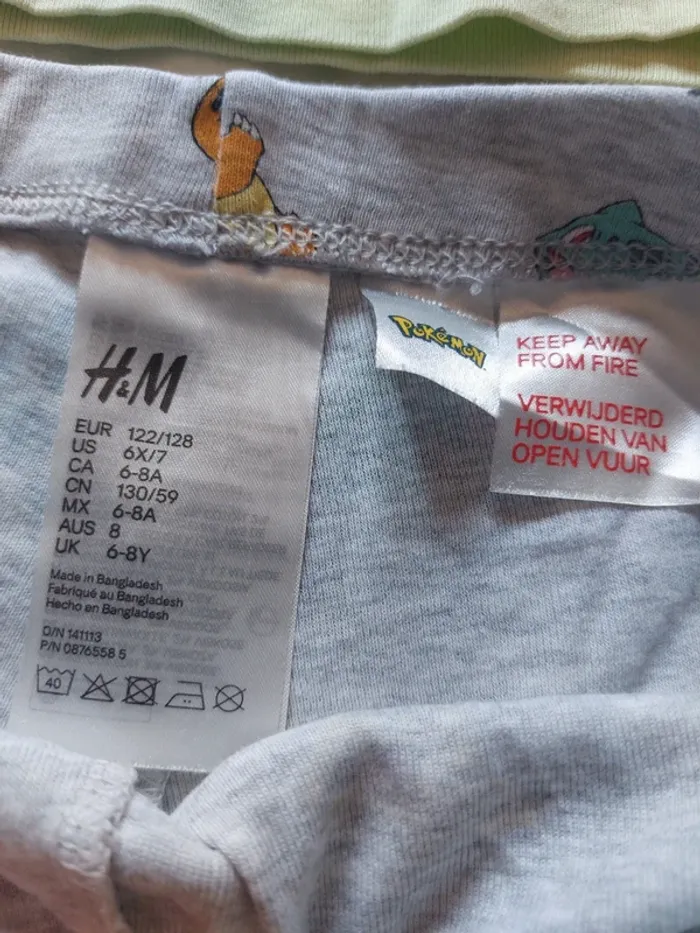 H&M
EUR 122/128
US 6X/7
CA 6-8A
CN 130/59
MX 6-8A
AUS 8
UK 6-8Y
Made in Bangladesh
Fabriqué au Bangladesh
Hecho en Bangladesh
O/N 141113
P/N 0876558 5
40
POKéMON
KEEP AWAY
FROM FIRE
VERWIJDERD
HOUDEN VAN
OPEN VUUR